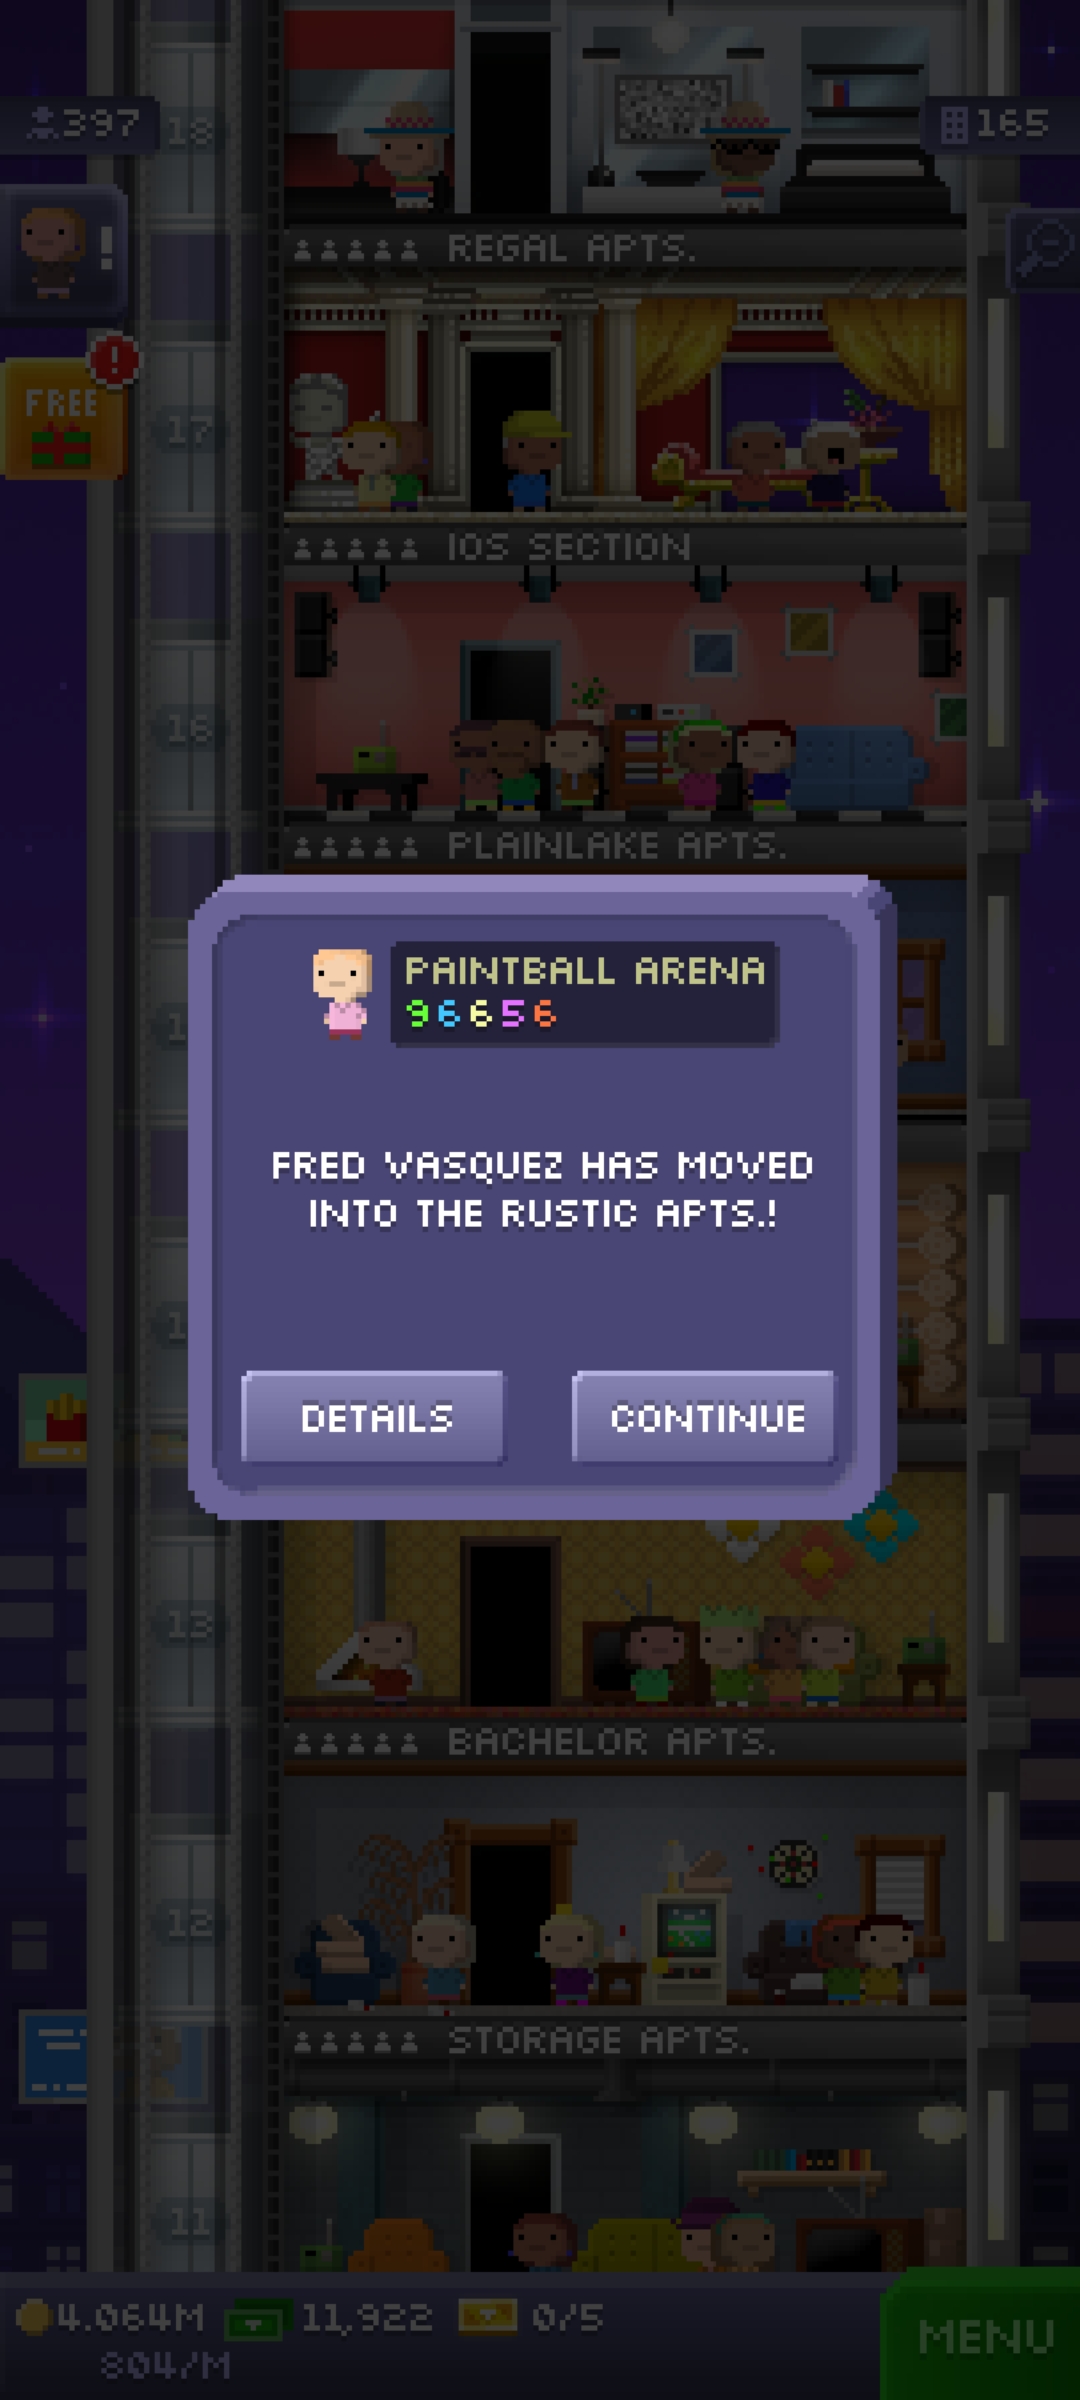 397
18
165
REGAL APTS.
!
FREE
!
17
IOS SECTION
16
PLAINLAKE APTS.
PAINTBALL ARENA
96656
FRED VASQUEZ HAS MOVED
INTO THE RUSTIC APTS.!
DETAILS
CONTINUE
13
BACHELOR APTS.
12
STORAGE APTS.
11
4.064M
11,922
0/5
804/M
MENU